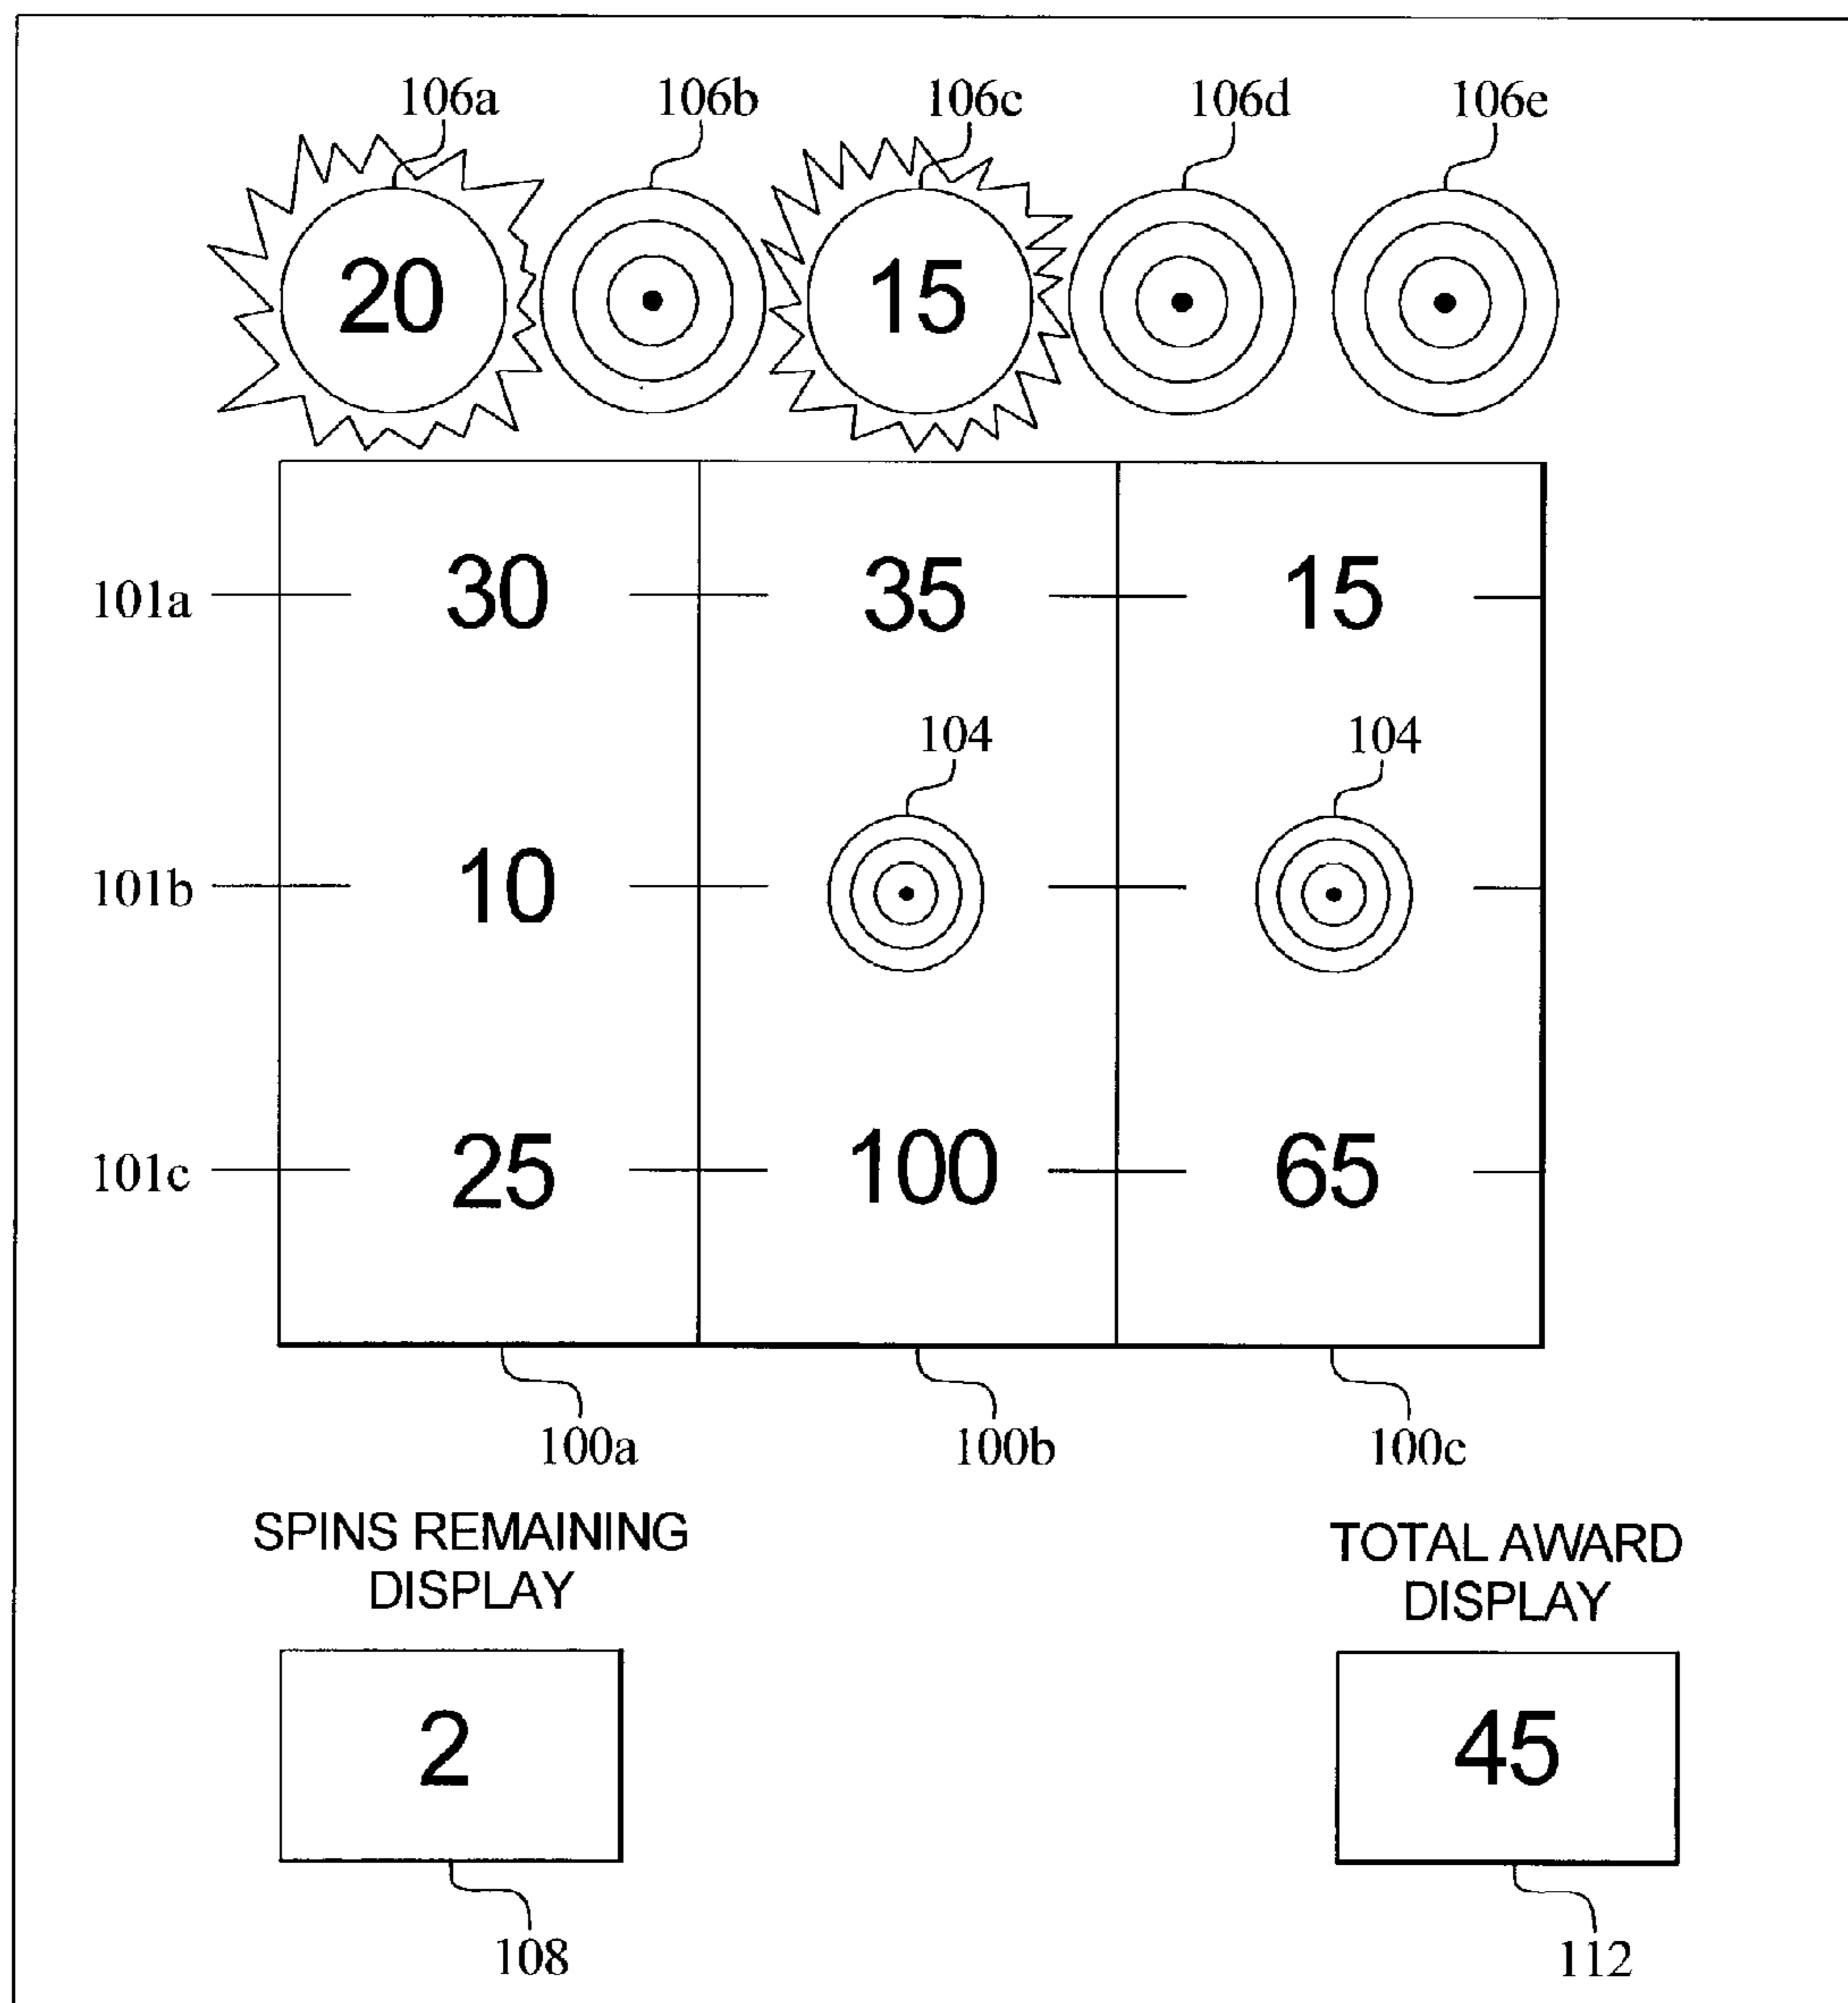 106a 106b 106c 106d 106e
20 15
101a 30 35 15
104 104
101b 10
101c 25 100 65
100a 100b 100c
SPINS REMAINING
DISPLAY
TOTAL AWARD
DISPLAY
2 45
108 112